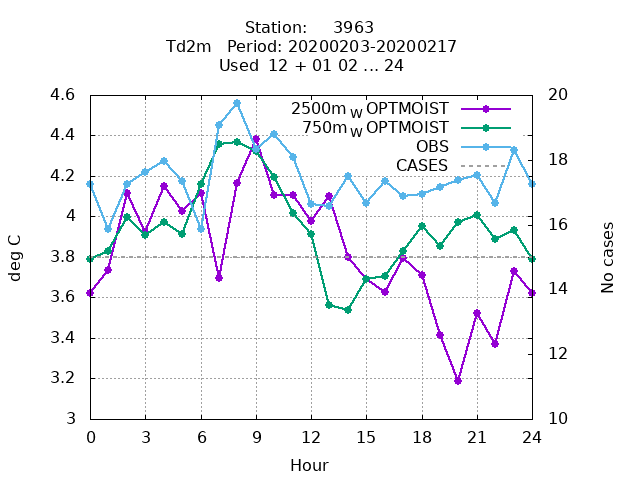 Station: 3963
Td2m Period: 20200203-20200217
Used 12 + 01 02 ... 24
2500m W OPTMOIST
750m W OPTMOIST
OBS
CASES
4.6
4.4
4.2
4
3.8
3.6
3.4
3.2
3
20
18
16
14
12
10
deg C
No cases
0 3 6 9 12 15 18 21 24
Hour